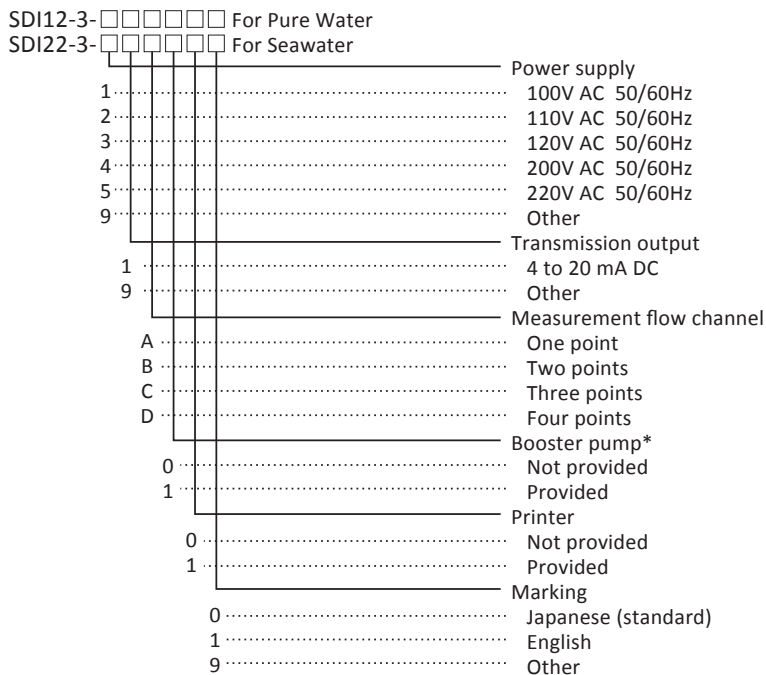 SDI12-3-□□□□□□ For Pure Water
SDI22-3-□□□□□□ For Seawater
Power supply
1 100V AC 50/60Hz
2 110V AC 50/60Hz
3 120V AC 50/60Hz
4 200V AC 50/60Hz
5 220V AC 50/60Hz
9 Other
Transmission output
1 4 to 20 mA DC
9 Other
Measurement flow channel
A One point
B Two points
C Three points
D Four points
Booster pump*
0 Not provided
1 Provided
Printer
0 Not provided
1 Provided
Marking
0 Japanese (standard)
1 English
9 Other